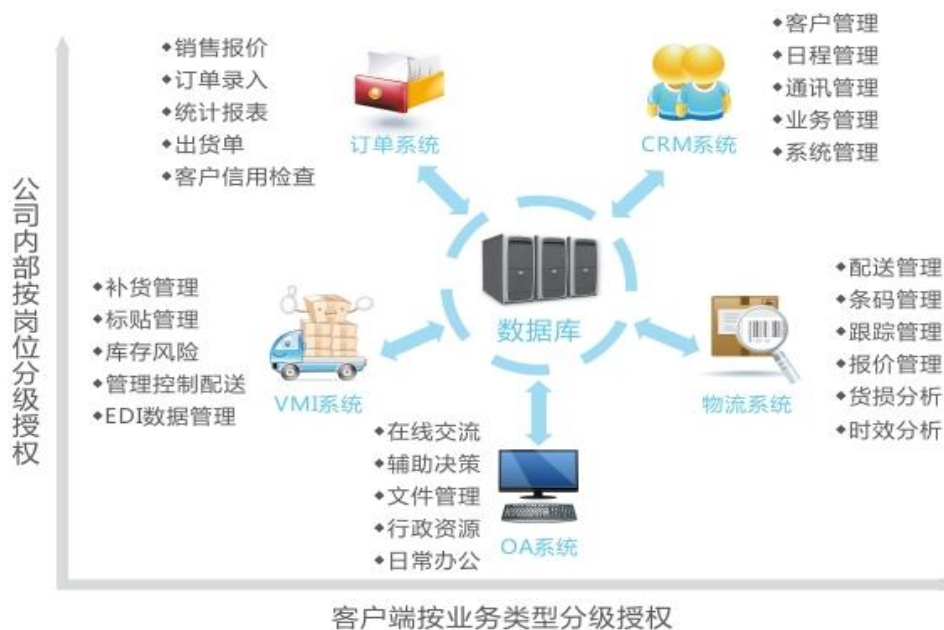 ◆销售报价
◆订单录入
◆统计报表
◆出货单
◆客户信用检查
订单系统
CRM系统
◆客户管理
◆日程管理
◆通讯管理
◆业务管理
◆系统管理
公司内部按岗位分级授权
◆补货管理
◆标贴管理
◆库存风险
◆管理控制配送
◆EDI数据管理
VMI系统
数据库
物流系统
◆配送管理
◆条码管理
◆跟踪管理
◆报价管理
◆货损分析
◆时效分析
◆在线交流
◆辅助决策
◆文件管理
◆行政资源
◆日常办公
OA系统
客户端按业务类型分级授权